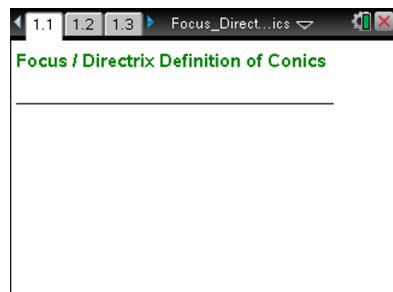 1.1 1.2 1.3 Focus_Direct...ics
Focus / Directrix Definition of Conics